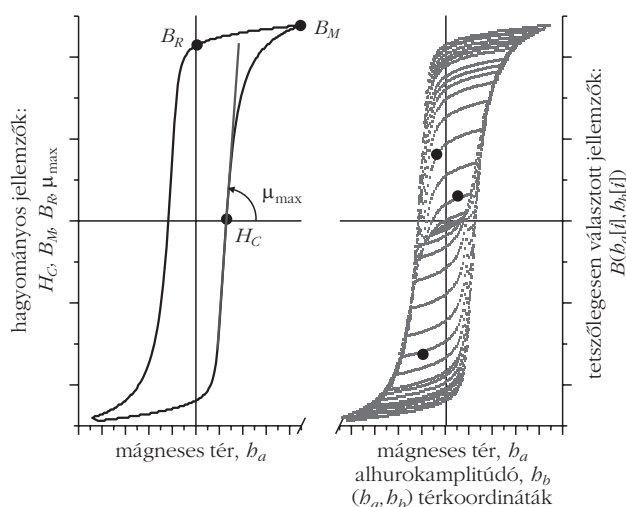 hagyományos jellemzők:
H_C, B_M, B_R, μ_max
B_R
B_M
μ_max
H_C
mágneses tér, h_a
mágneses tér, h_a
alhurokamplitúdó, h_b
(h_a, h_b) térkoordináták
tetszőlegesen választott jellemzők:
B(h_a[i], h_b[i])